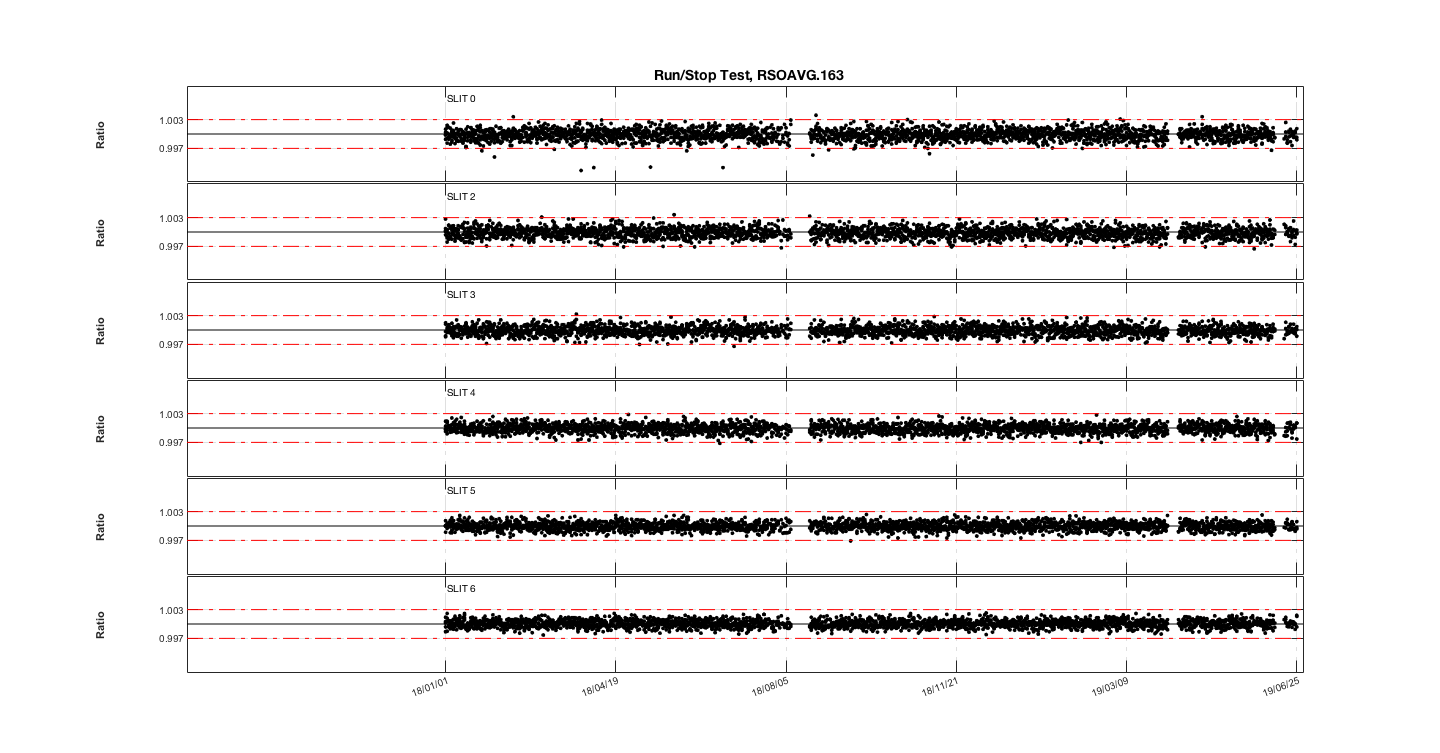 Run/Stop Test, RSOAVG.163
SLIT 0
1.003
Ratio
0.997
SLIT 2
1.003
Ratio
0.997
SLIT 3
1.003
Ratio
0.997
SLIT 4
1.003
Ratio
0.997
SLIT 5
1.003
Ratio
0.997
SLIT 6
1.003
Ratio
0.997
18/01/01 18/04/19 18/08/05 18/11/21 19/03/09 19/06/25